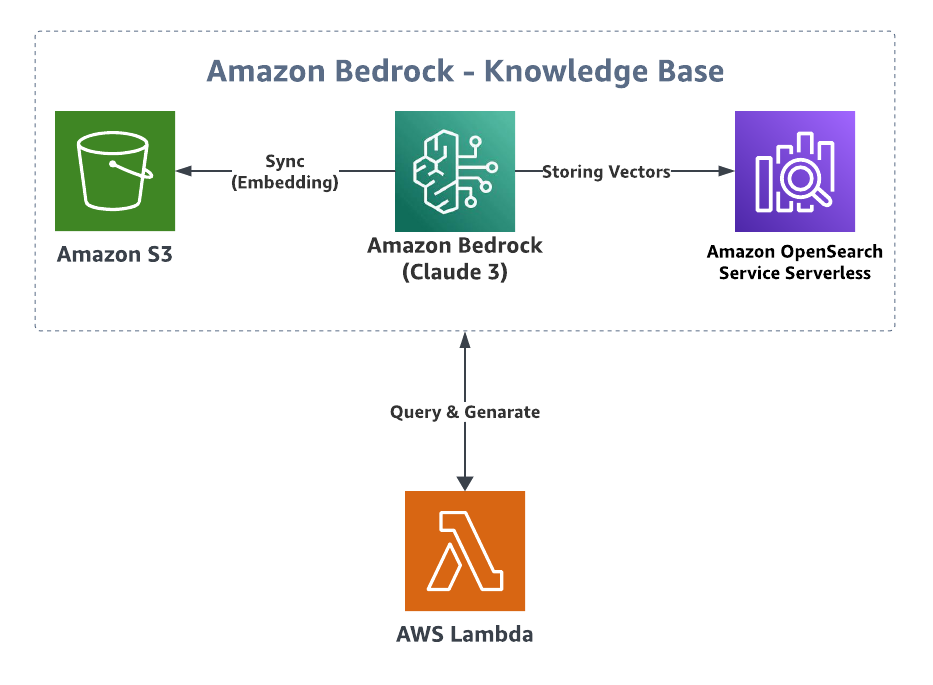 Amazon Bedrock - Knowledge Base
Sync
(Embedding)
Storing Vectors
Amazon S3
Amazon Bedrock
(Claude 3)
Amazon OpenSearch
Service Serverless
Query & Genarate
AWS Lambda